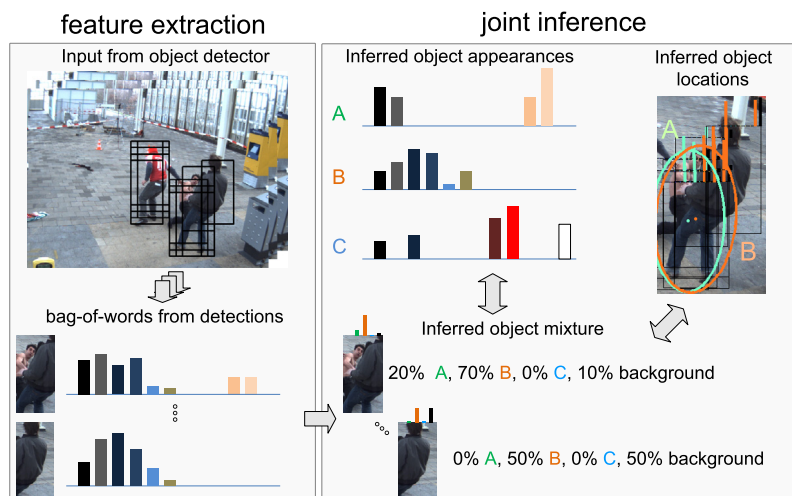 feature extraction
joint inference
Input from object detector
bag-of-words from detections
Inferred object appearances
A
B
C
Inferred object
locations
A
B
Inferred object mixture
20% A, 70% B, 0% C, 10% background
0% A, 50% B, 0% C, 50% background